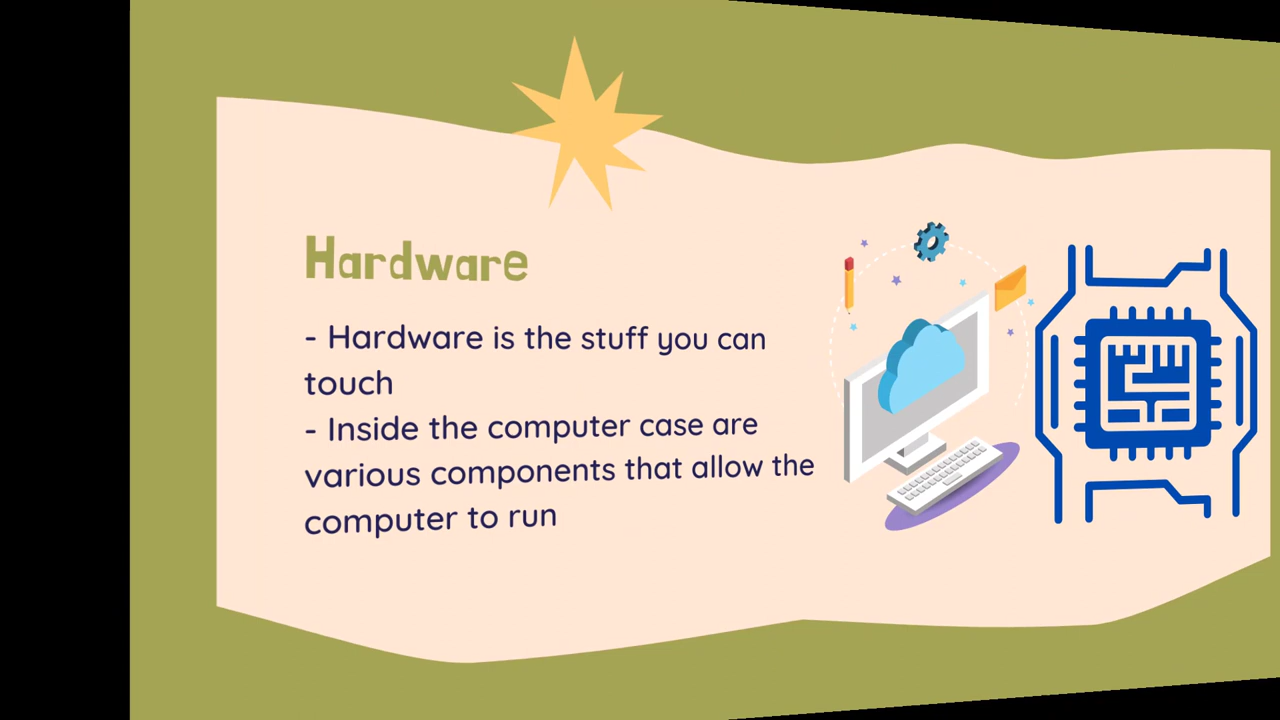 Hardware
- Hardware is the stuff you can
touch
- Inside the computer case are
various components that allow the
computer to run